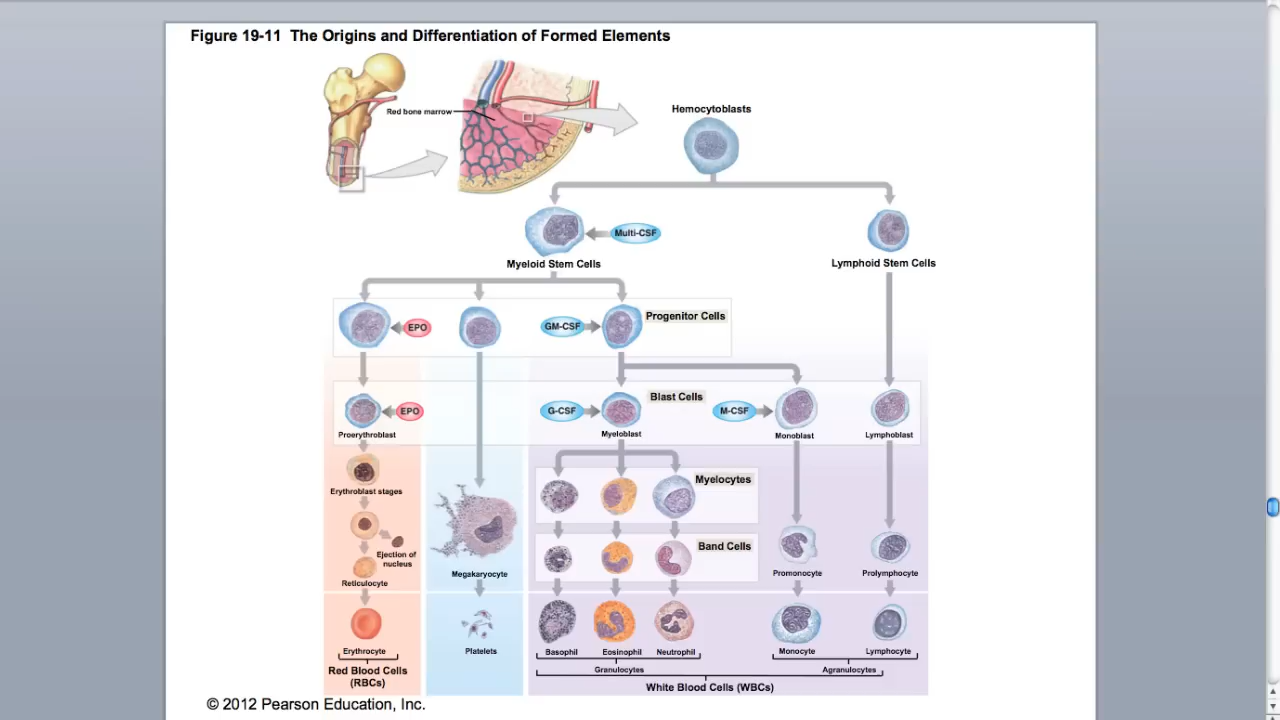 Figure 19-11 The Origins and Differentiation of Formed Elements
Red bone marrow
Hemocytoblasts
Multi-CSF
Myeloid Stem Cells
Lymphoid Stem Cells
EPO
GM-CSF
Progenitor Cells
EPO
G-CSF
Blast Cells
M-CSF
Proerythroblast
Myeloblast
Monoblast
Lymphoblast
Erythroblast stages
Myelocytes
Ejection of
nucleus
Reticulocyte
Megakaryocyte
Band Cells
Promonocyte
Prolymphocyte
Erythrocyte
Red Blood Cells
(RBCs)
Platelets
Basophil
Eosinophil
Neutrophil
Monocyte
Lymphocyte
Granulocytes
Agranulocytes
White Blood Cells (WBCs)
© 2012 Pearson Education, Inc.